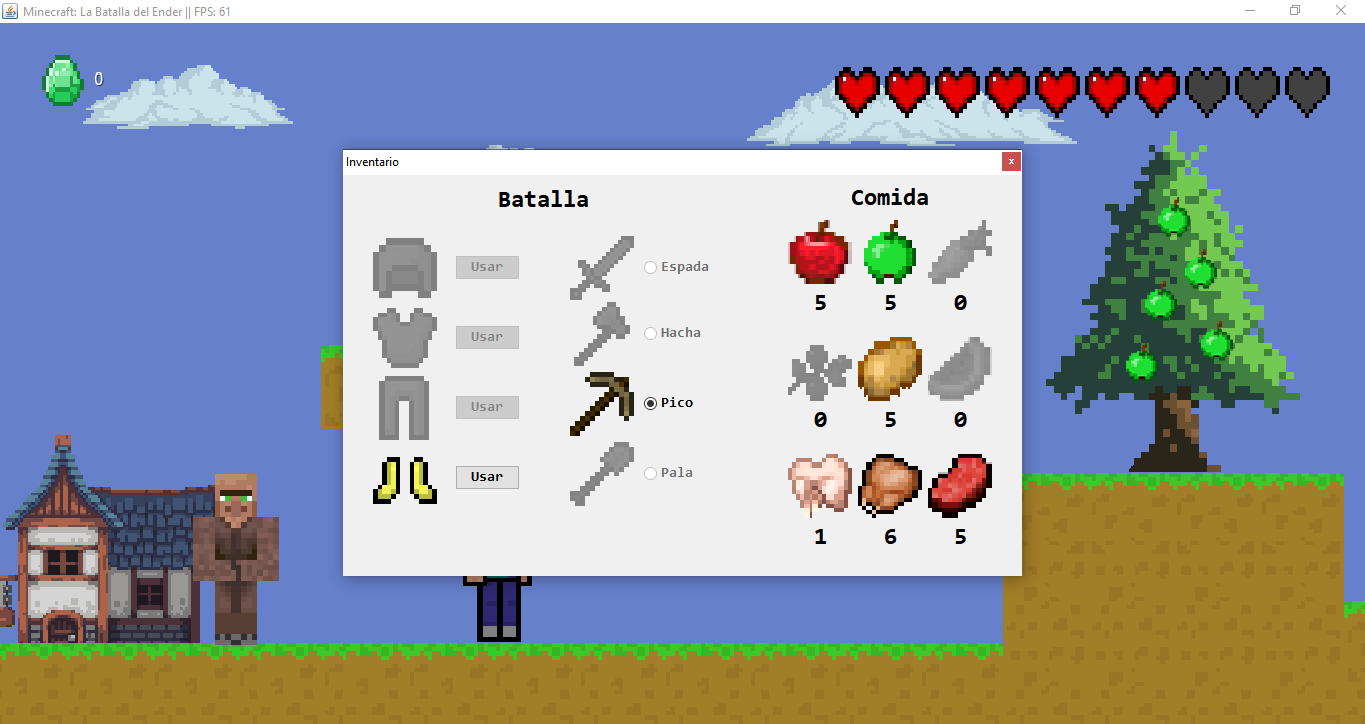 Minecraft: La Batalla del Ender || FPS: 61
0
Inventario
x
Batalla
Comida
Usar
Espada
5 5 0
Usar
Hacha
Usar
Pico
0 5 0
Usar
Pala
1 6 5